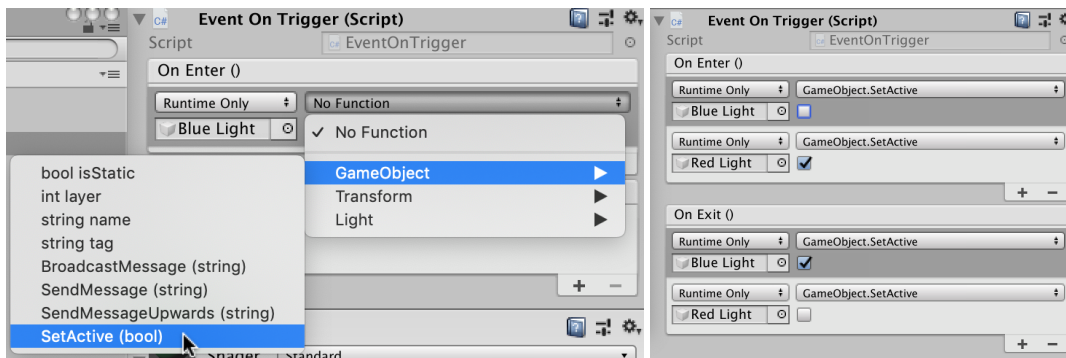 Event On Trigger (Script)
Script EventOnTrigger
On Enter ()
Runtime Only No Function
Blue Light
✓ No Function
GameObject
Transform
Light
bool isStatic
int layer
string name
string tag
BroadcastMessage (string)
SendMessage (string)
SendMessageUpwards (string)
SetActive (bool)
+ −
Shader Standard
Event On Trigger (Script)
Script EventOnTrigger
On Enter ()
Runtime Only GameObject.SetActive
Blue Light
Runtime Only GameObject.SetActive
Red Light
+ −
On Exit ()
Runtime Only GameObject.SetActive
Blue Light
Runtime Only GameObject.SetActive
Red Light
+ −